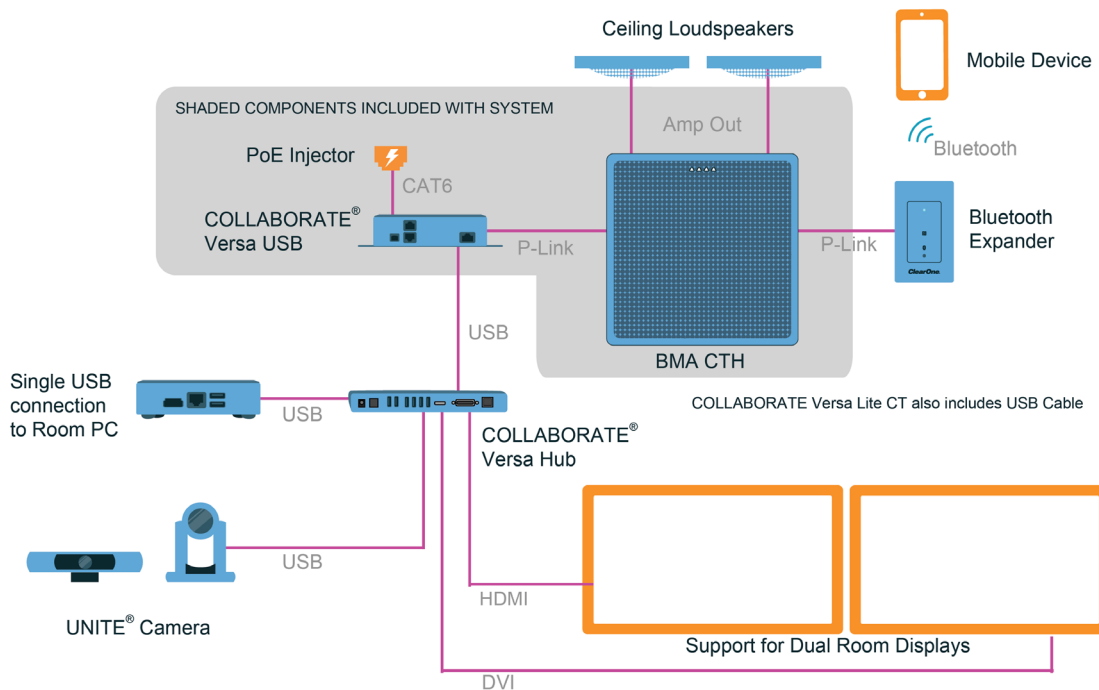 Ceiling Loudspeakers
Mobile Device
SHADED COMPONENTS INCLUDED WITH SYSTEM
Amp Out
Bluetooth
PoE Injector
CAT6
COLLABORATE®
Versa USB
P-Link
P-Link
Bluetooth
Expander
ClearOne
USB
BMA CTH
Single USB
connection
to Room PC
USB
COLLABORATE Versa Lite CT also includes USB Cable
COLLABORATE®
Versa Hub
USB
HDMI
UNITE® Camera
Support for Dual Room Displays
DVI